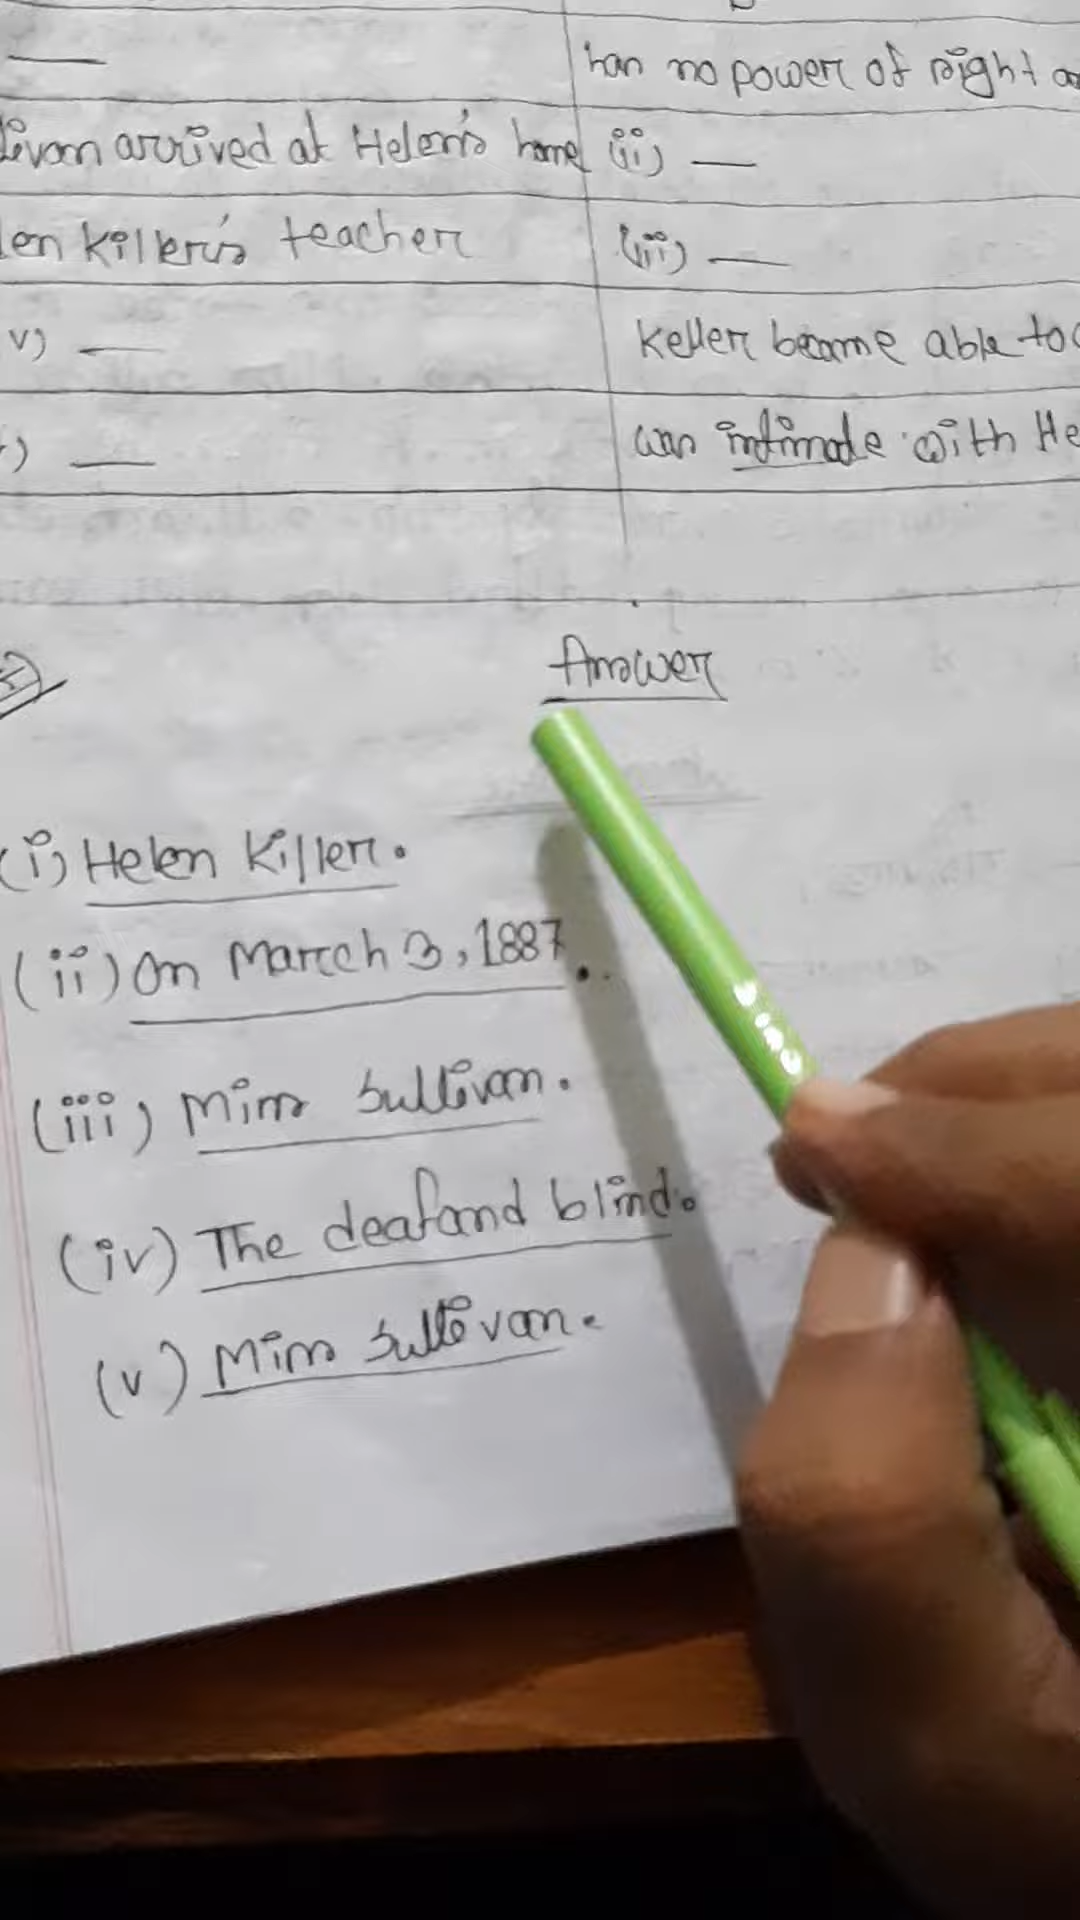 has no power of sight
arrived at Helen's home (ii) —
Killer's teacher (iii) —
v) — Keller became able to
— was intimate with He
Answer
(i) Helen Killer.
(ii) On March 3, 1887.
(iii) Miss Sullivan.
(iv) The deaf and blind.
(v) Miss Sullivan.